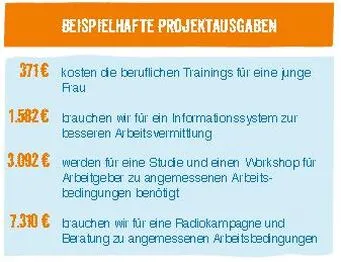 BEISPIELHAFTE PROJEKTAUSGABEN
371 € kosten die beruflichen Trainings für eine junge
Frau
1.582 € brauchen wir für ein Informationssystem zur
besseren Arbeitsvermittlung
3.092 € werden für eine Studie und einen Workshop für
Arbeitgeber zu angemessenen Arbeits-
bedingungen benötigt
7.310 € brauchen wir für eine Radiokampagne und
Beratung zu angemessenen Arbeitsbedingungen